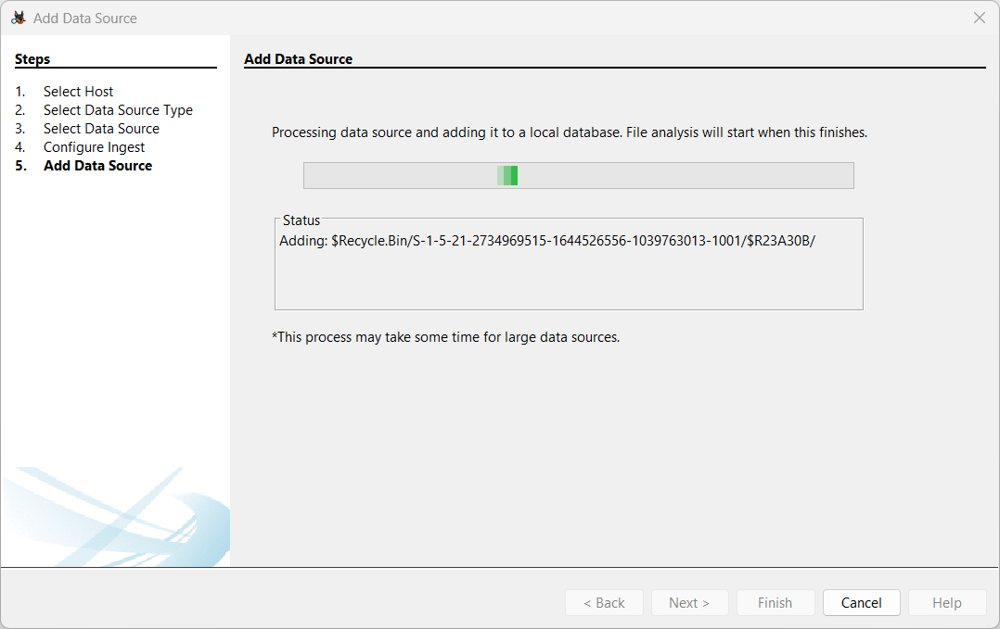 Add Data Source
Steps
1. Select Host
2. Select Data Source Type
3. Select Data Source
4. Configure Ingest
5. Add Data Source
Add Data Source
Processing data source and adding it to a local database. File analysis will start when this finishes.
Status
Adding: $Recycle.Bin/S-1-5-21-2734969515-1644526556-1039763013-1001/$R23A30B/
*This process may take some time for large data sources.
< Back Next > Finish Cancel Help